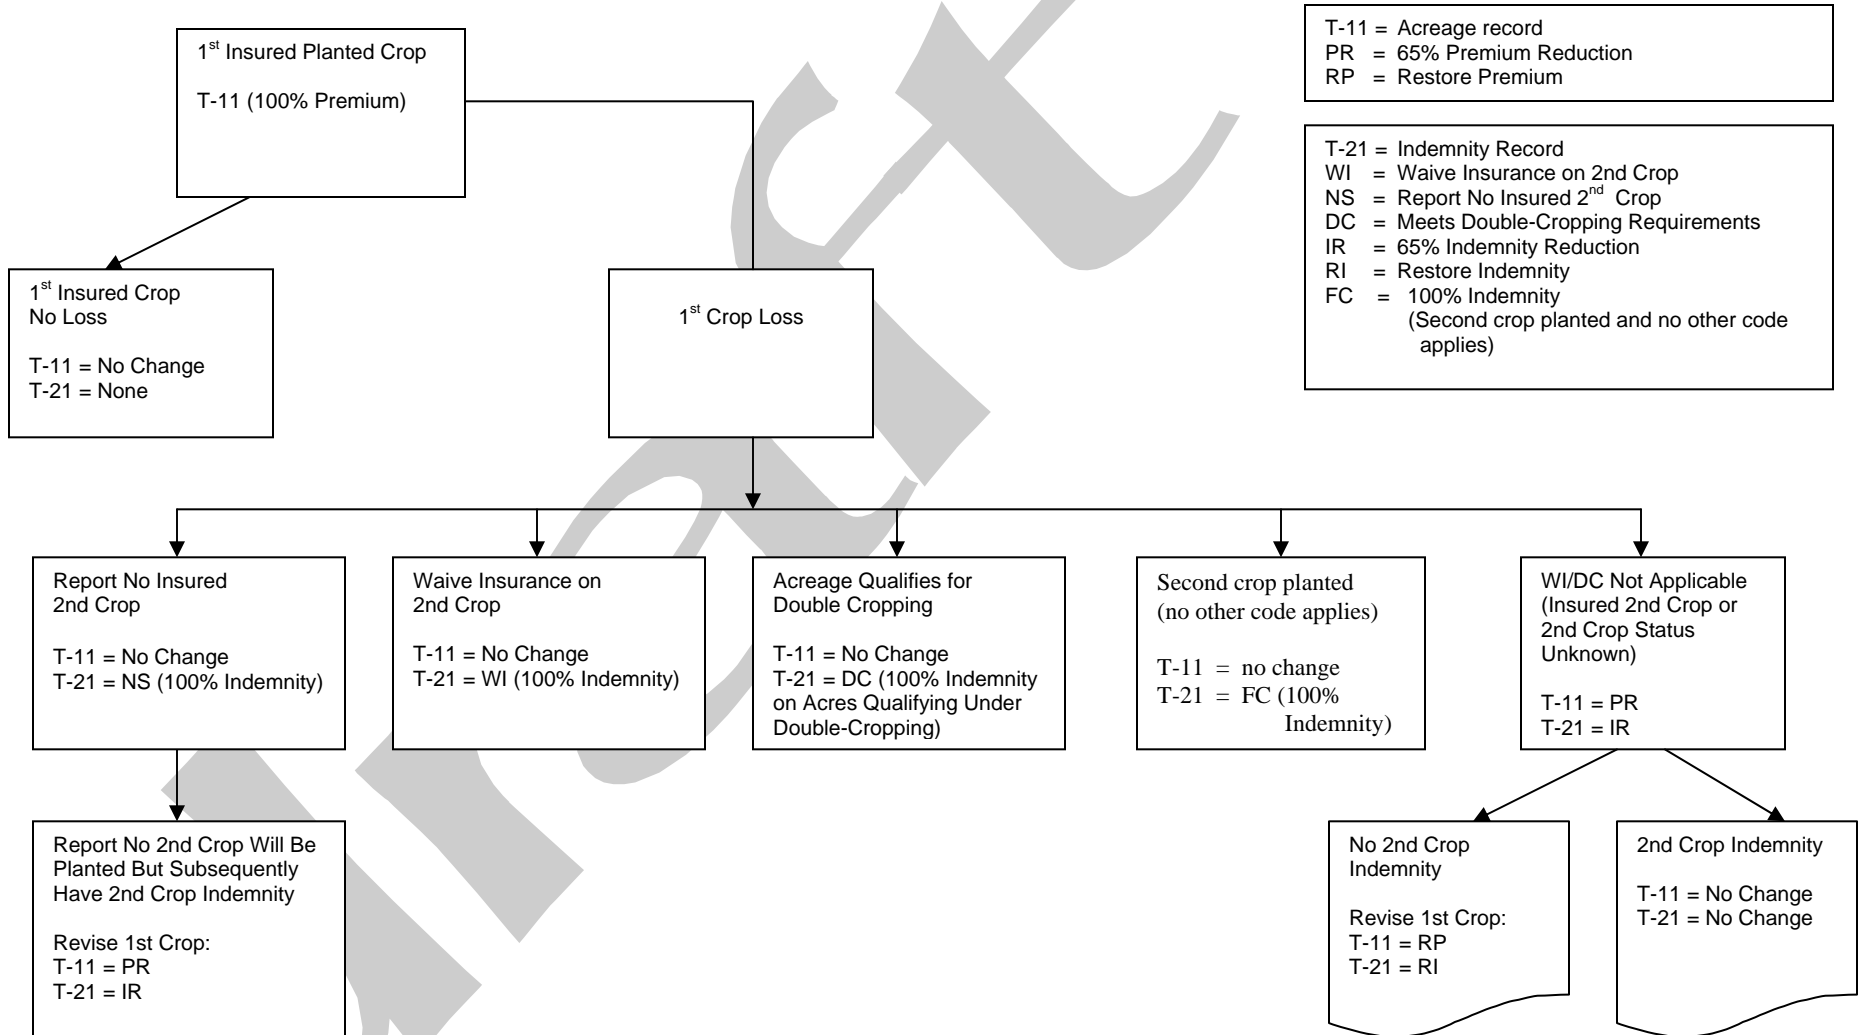 1st Insured Planted Crop
T-11 (100% Premium)
T-11 = Acreage record
PR = 65% Premium Reduction
RP = Restore Premium
T-21 = Indemnity Record
WI = Waive Insurance on 2nd Crop
NS = Report No Insured 2nd Crop
DC = Meets Double-Cropping Requirements
IR = 65% Indemnity Reduction
RI = Restore Indemnity
FC = 100% Indemnity
(Second crop planted and no other code
applies)
1st Insured Crop
No Loss
T-11 = No Change
T-21 = None
1st Crop Loss
Report No Insured
2nd Crop
T-11 = No Change
T-21 = NS (100% Indemnity)
Waive Insurance on
2nd Crop
T-11 = No Change
T-21 = WI (100% Indemnity)
Acreage Qualifies for
Double Cropping
T-11 = No Change
T-21 = DC (100% Indemnity
on Acres Qualifying Under
Double-Cropping)
Second crop planted
(no other code applies)
T-11 = no change
T-21 = FC (100%
Indemnity)
WI/DC Not Applicable
(Insured 2nd Crop or
2nd Crop Status
Unknown)
T-11 = PR
T-21 = IR
Report No 2nd Crop Will Be
Planted But Subsequently
Have 2nd Crop Indemnity
Revise 1st Crop:
T-11 = PR
T-21 = IR
No 2nd Crop
Indemnity
Revise 1st Crop:
T-11 = RP
T-21 = RI
2nd Crop Indemnity
T-11 = No Change
T-21 = No Change
Draft